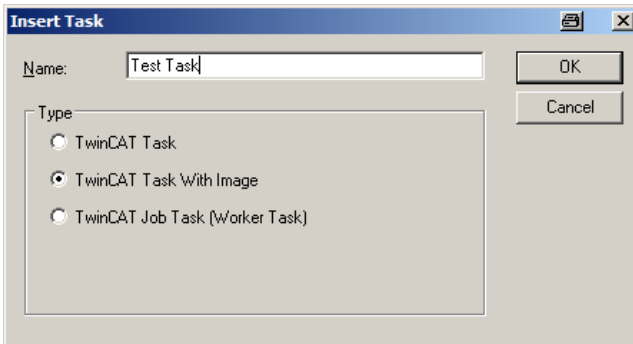 Insert Task
Name: Test Task
OK
Cancel
Type
TwinCAT Task
TwinCAT Task With Image
TwinCAT Job Task (Worker Task)